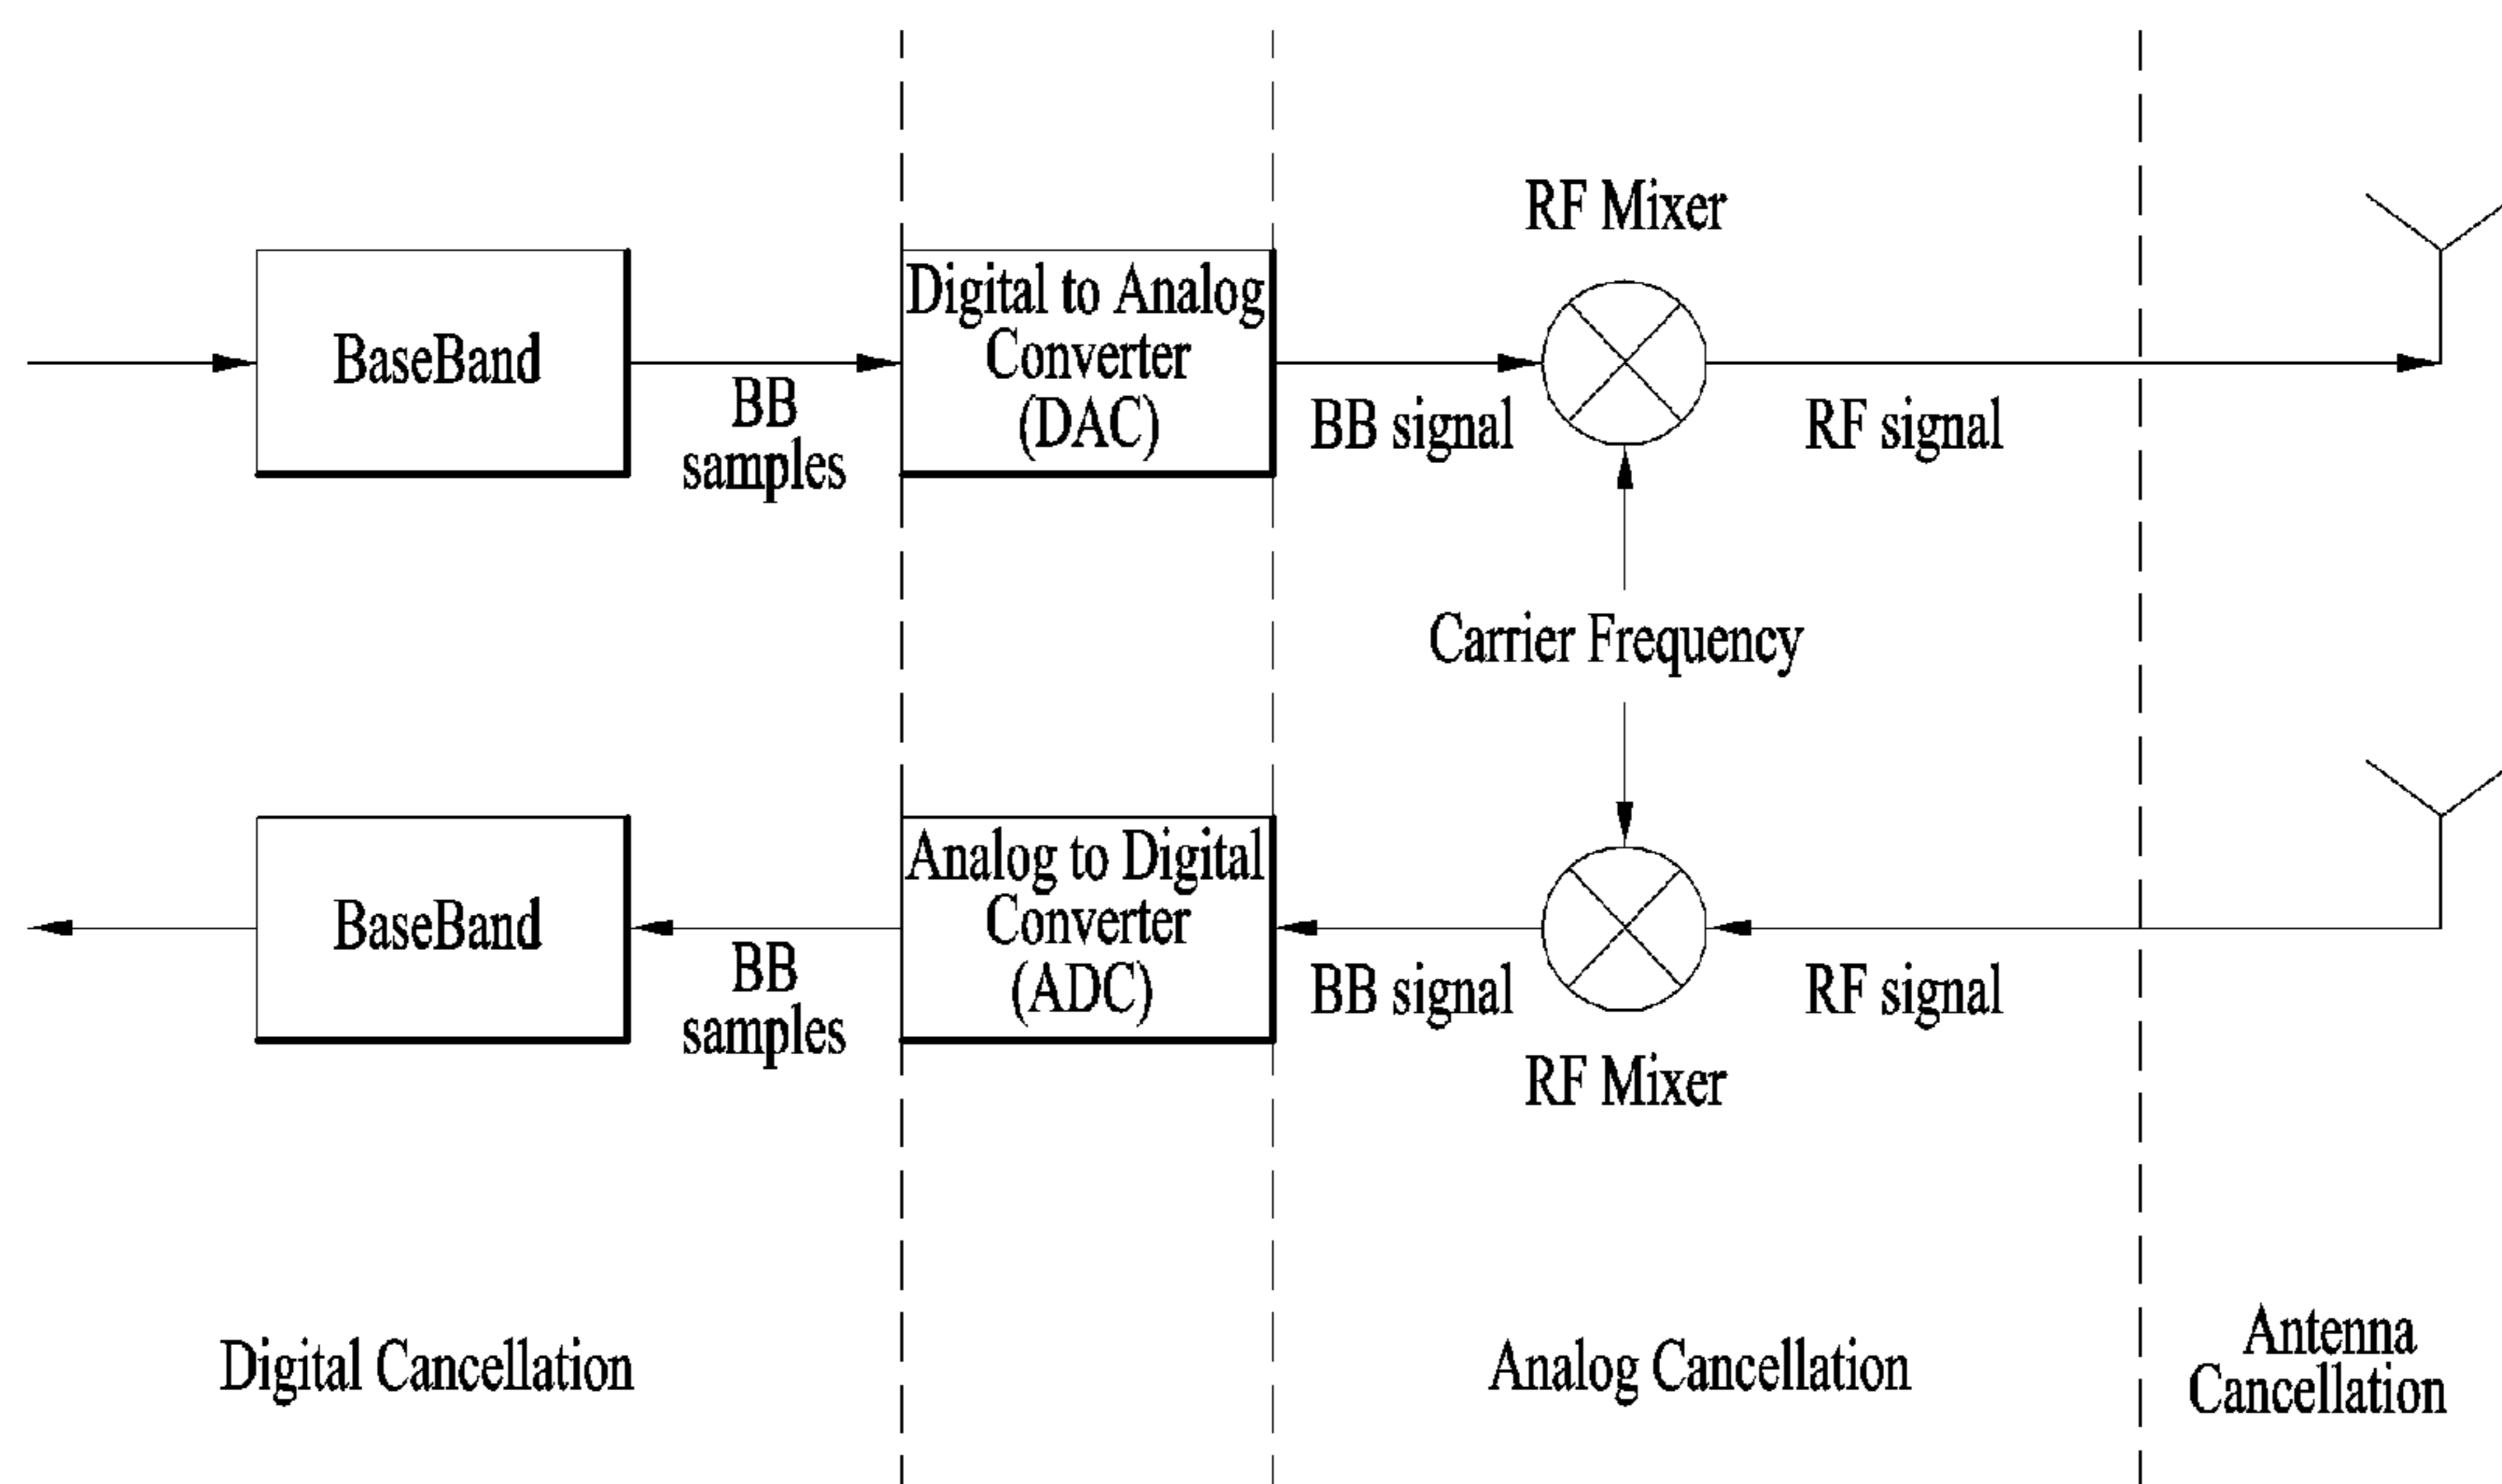 RF Mixer
BaseBand
BB
samples
Digital to Analog
Converter
(DAC)
BB signal
RF signal
Carrier Frequency
BaseBand
BB
samples
Analog to Digital
Converter
(ADC)
BB signal
RF signal
RF Mixer
Digital Cancellation
Analog Cancellation
Antenna
Cancellation